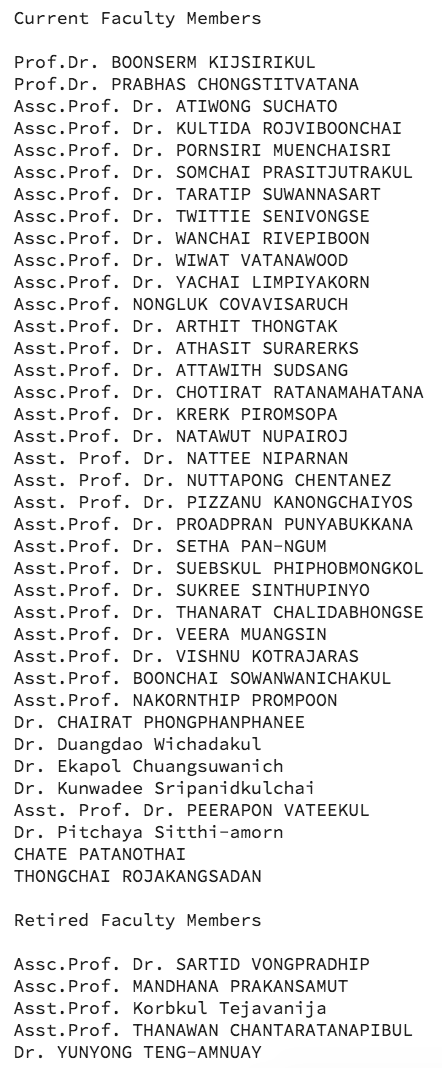 Current Faculty Members

Prof.Dr. BOONSERM KIJSIRIKUL
Prof.Dr. PRABHAS CHONGSTITVATANA
Assc.Prof. Dr. ATIWONG SUCHATO
Assc.Prof. Dr. KULTIDA ROJVIBOONCHAI
Assc.Prof. Dr. PORNSIRI MUENCHAISRI
Assc.Prof. Dr. SOMCHAI PRASITJUTRAKUL
Assc.Prof. Dr. TARATIP SUWANNASART
Assc.Prof. Dr. TWITTIE SENIVONGSE
Assc.Prof. Dr. WANCHAI RIVEPIBOON
Assc.Prof. Dr. WIWAT VATANAWOOD
Assc.Prof. Dr. YACHAI LIMPIYAKORN
Assc.Prof. NONGLUK COVAVISARUCH
Asst.Prof. Dr. ARTHIT THONGTAK
Asst.Prof. Dr. ATHASIT SURARERKS
Asst.Prof. Dr. ATTAWITH SUDSANG
Assc.Prof. Dr. CHOTIRAT RATANAMAHATANA
Asst.Prof. Dr. KRERK PIROMSOPA
Asst.Prof. Dr. NATAWUT NUPAIROJ
Asst. Prof. Dr. NATTEE NIPARNAN
Asst. Prof. Dr. NUTTAPONG CHENTANEZ
Asst. Prof. Dr. PIZZANU KANONGCHAIYOS
Asst.Prof. Dr. PROADPRAN PUNYABUKKANA
Asst.Prof. Dr. SETHA PAN-NGUM
Asst.Prof. Dr. SUEBSKUL PHIPHOBMONGKOL
Asst.Prof. Dr. SUKREE SINTHUPINYO
Asst.Prof. Dr. THANARAT CHALIDABHONGSE
Asst.Prof. Dr. VEERA MUANGSIN
Asst.Prof. Dr. VISHNU KOTRAJARAS
Asst.Prof. BOONCHAI SOWANWANICHAKUL
Asst.Prof. NAKORNTHIP PROMPOON
Dr. CHAIRAT PHONGPHANPHANEE
Dr. Duangdao Wichadakul
Dr. Ekapol Chuangsuwanich
Dr. Kunwadee Sripanidkulchai
Asst. Prof. Dr. PEERAPON VATEEKUL
Dr. Pitchaya Sitthi-amorn
CHATE PATANOTHAI
THONGCHAI ROJAKANGSADAN

Retired Faculty Members

Assc.Prof. Dr. SARTID VONGPRADHIP
Assc.Prof. MANDHANA PRAKANSAMUT
Asst.Prof. Korbkul Tejavanija
Asst.Prof. THANAWAN CHANTARATANAPIBUL
Dr. YUNYONG TENG-AMNUAY